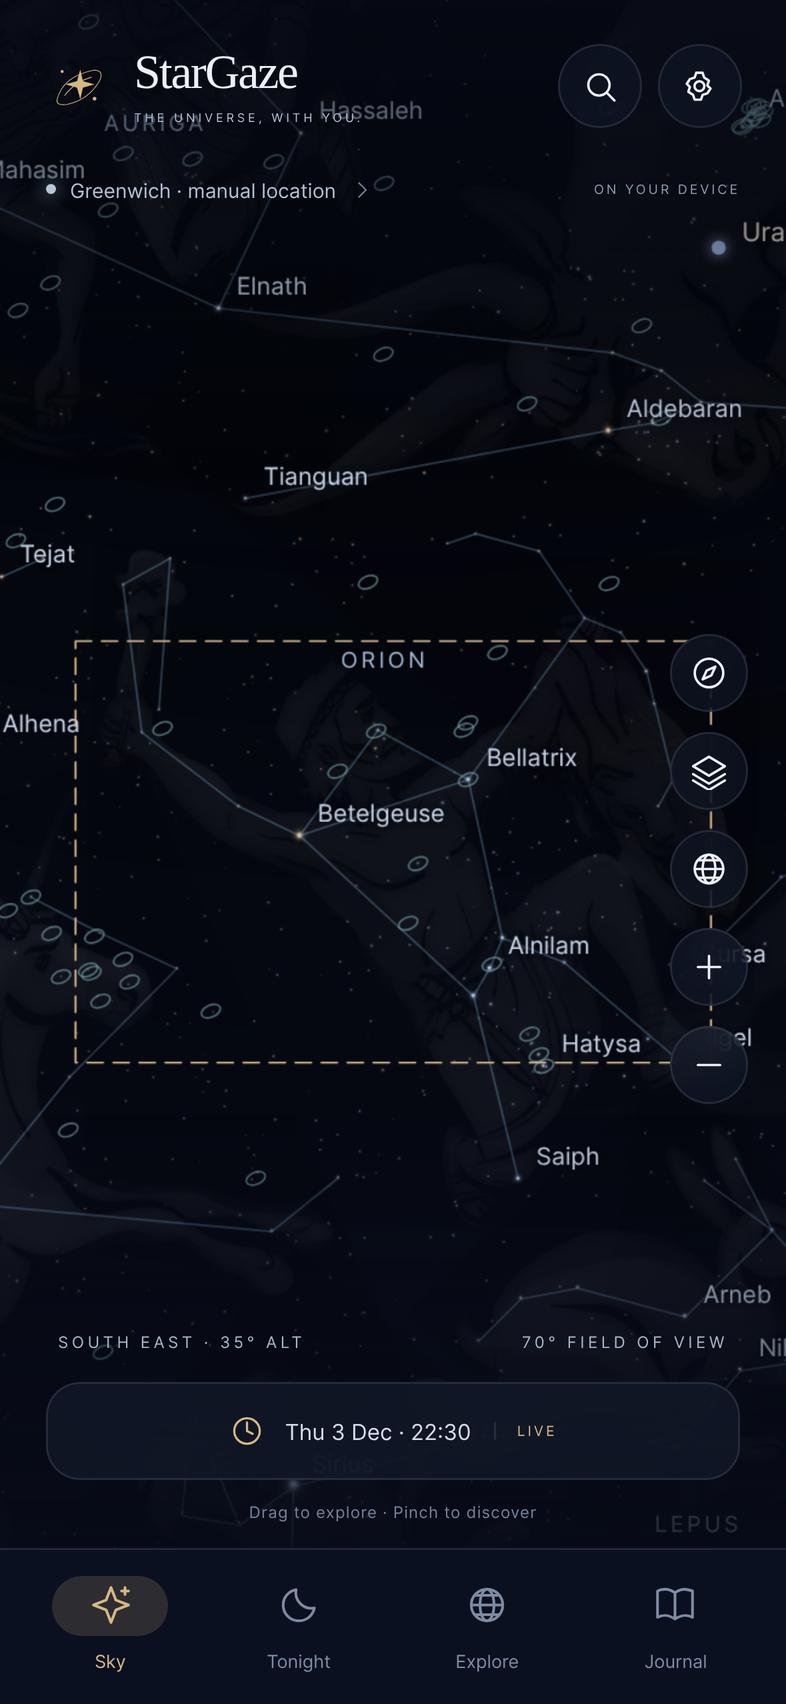 StarGaze
Hassaleh
THE UNIVERSE, WITH YOU.
AURIGA
Greenwich · manual location
ON YOUR DEVICE
Elnath
Aldebaran
Tianguan
Tejat
ORION
Alhena
Bellatrix
Betelgeuse
Alnilam
Hatysa
Saiph
Arneb
SOUTH EAST · 35° ALT
70° FIELD OF VIEW
Thu 3 Dec · 22:30
LIVE
Sirius
Drag to explore · Pinch to discover
LEPUS
Sky
Tonight
Explore
Journal